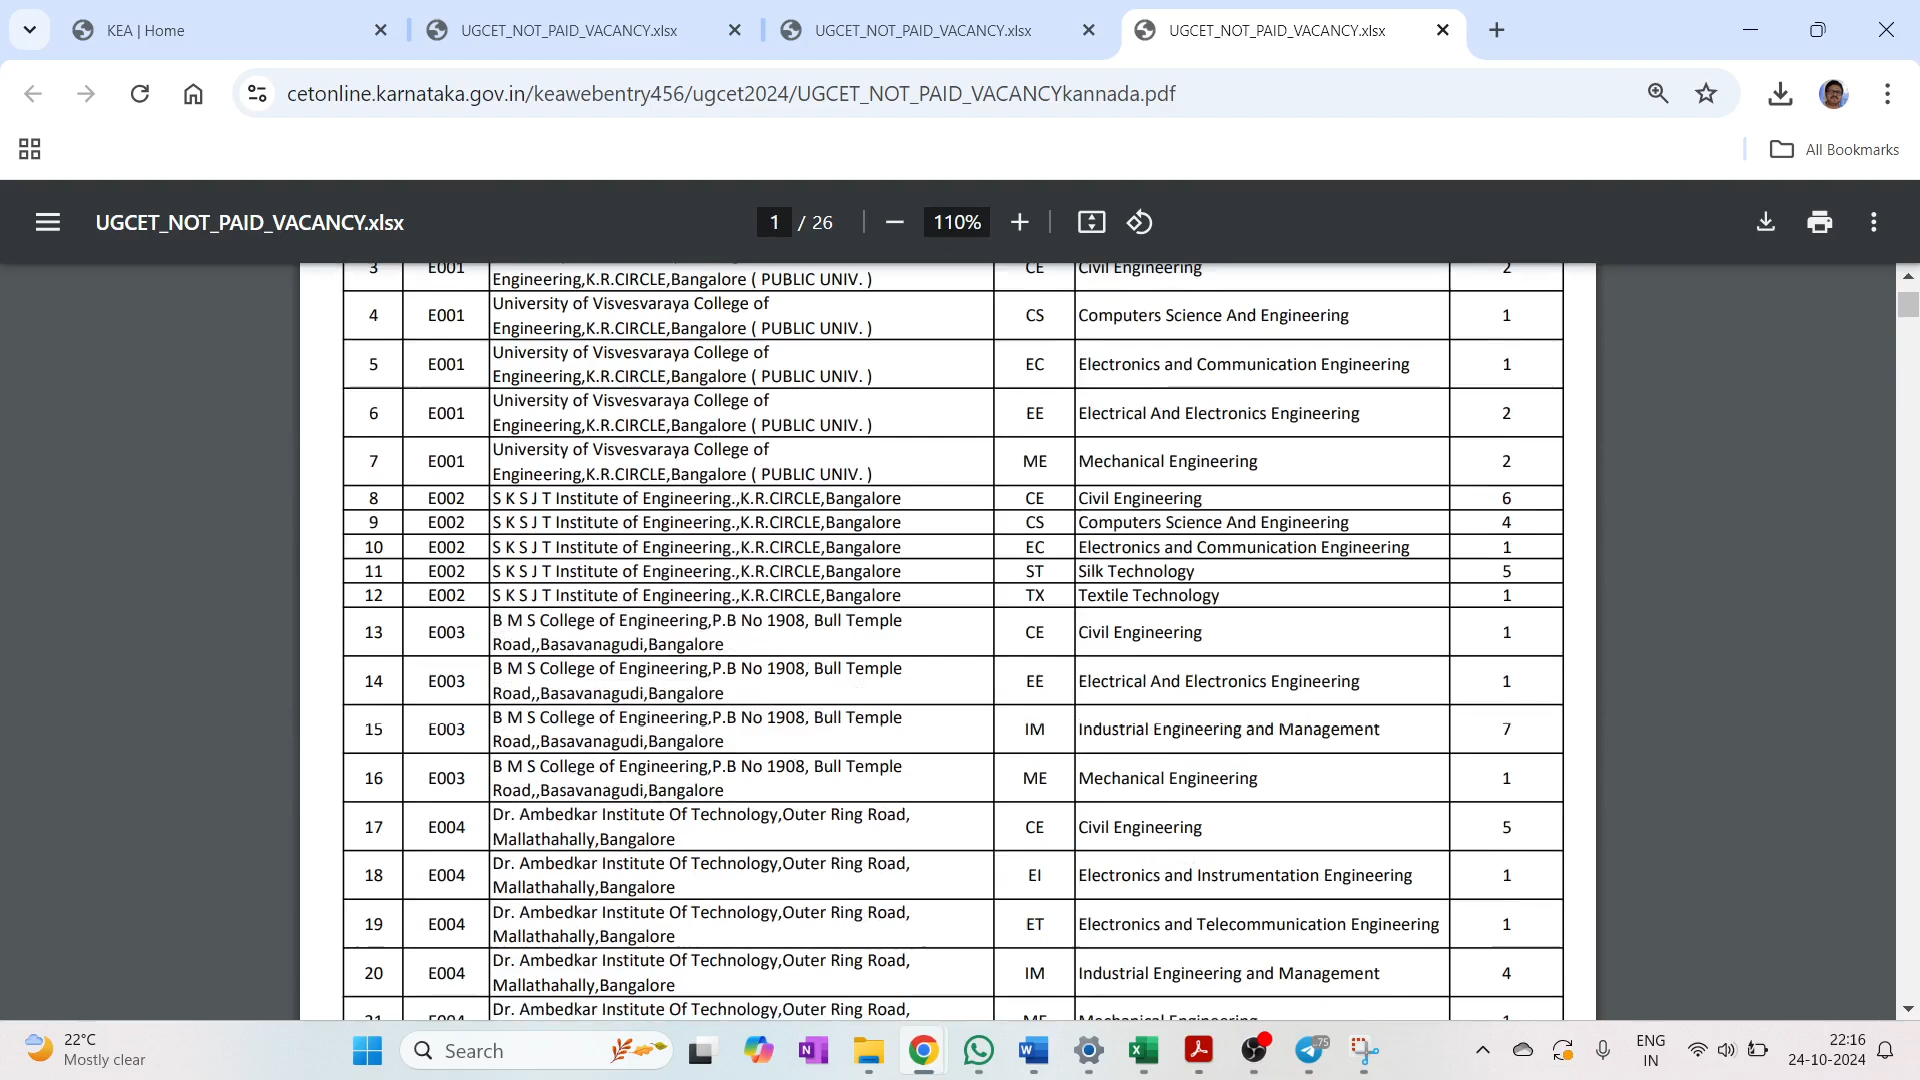 KEA | Home
UGCET_NOT_PAID_VACANCY.xlsx
UGCET_NOT_PAID_VACANCY.xlsx
UGCET_NOT_PAID_VACANCY.xlsx
cetonline.karnataka.gov.in/keawebentry456/ugcet2024/UGCET_NOT_PAID_VACANCYkannada.pdf
All Bookmarks
UGCET_NOT_PAID_VACANCY.xlsx
1 / 26
110%
3 E001 Engineering,K.R.CIRCLE,Bangalore ( PUBLIC UNIV. ) CE Civil Engineering 2
4 E001 University of Visvesvaraya College of
Engineering,K.R.CIRCLE,Bangalore ( PUBLIC UNIV. ) CS Computers Science And Engineering 1
5 E001 University of Visvesvaraya College of
Engineering,K.R.CIRCLE,Bangalore ( PUBLIC UNIV. ) EC Electronics and Communication Engineering 1
6 E001 University of Visvesvaraya College of
Engineering,K.R.CIRCLE,Bangalore ( PUBLIC UNIV. ) EE Electrical And Electronics Engineering 2
7 E001 University of Visvesvaraya College of
Engineering,K.R.CIRCLE,Bangalore ( PUBLIC UNIV. ) ME Mechanical Engineering 2
8 E002 S K S J T Institute of Engineering.,K.R.CIRCLE,Bangalore CE Civil Engineering 6
9 E002 S K S J T Institute of Engineering.,K.R.CIRCLE,Bangalore CS Computers Science And Engineering 4
10 E002 S K S J T Institute of Engineering.,K.R.CIRCLE,Bangalore EC Electronics and Communication Engineering 1
11 E002 S K S J T Institute of Engineering.,K.R.CIRCLE,Bangalore ST Silk Technology 5
12 E002 S K S J T Institute of Engineering.,K.R.CIRCLE,Bangalore TX Textile Technology 1
13 E003 B M S College of Engineering,P.B No 1908, Bull Temple
Road,,Basavanagudi,Bangalore CE Civil Engineering 1
14 E003 B M S College of Engineering,P.B No 1908, Bull Temple
Road,,Basavanagudi,Bangalore EE Electrical And Electronics Engineering 1
15 E003 B M S College of Engineering,P.B No 1908, Bull Temple
Road,,Basavanagudi,Bangalore IM Industrial Engineering and Management 7
16 E003 B M S College of Engineering,P.B No 1908, Bull Temple
Road,,Basavanagudi,Bangalore ME Mechanical Engineering 1
17 E004 Dr. Ambedkar Institute Of Technology,Outer Ring Road,
Mallathahally,Bangalore CE Civil Engineering 5
18 E004 Dr. Ambedkar Institute Of Technology,Outer Ring Road,
Mallathahally,Bangalore EI Electronics and Instrumentation Engineering 1
19 E004 Dr. Ambedkar Institute Of Technology,Outer Ring Road,
Mallathahally,Bangalore ET Electronics and Telecommunication Engineering 1
20 E004 Dr. Ambedkar Institute Of Technology,Outer Ring Road,
Mallathahally,Bangalore IM Industrial Engineering and Management 4
21 E004 Dr. Ambedkar Institute Of Technology,Outer Ring Road, ME Mechanical Engineering 1
22°C
Mostly clear
Search
.75
ENG
IN
22:16
24-10-2024